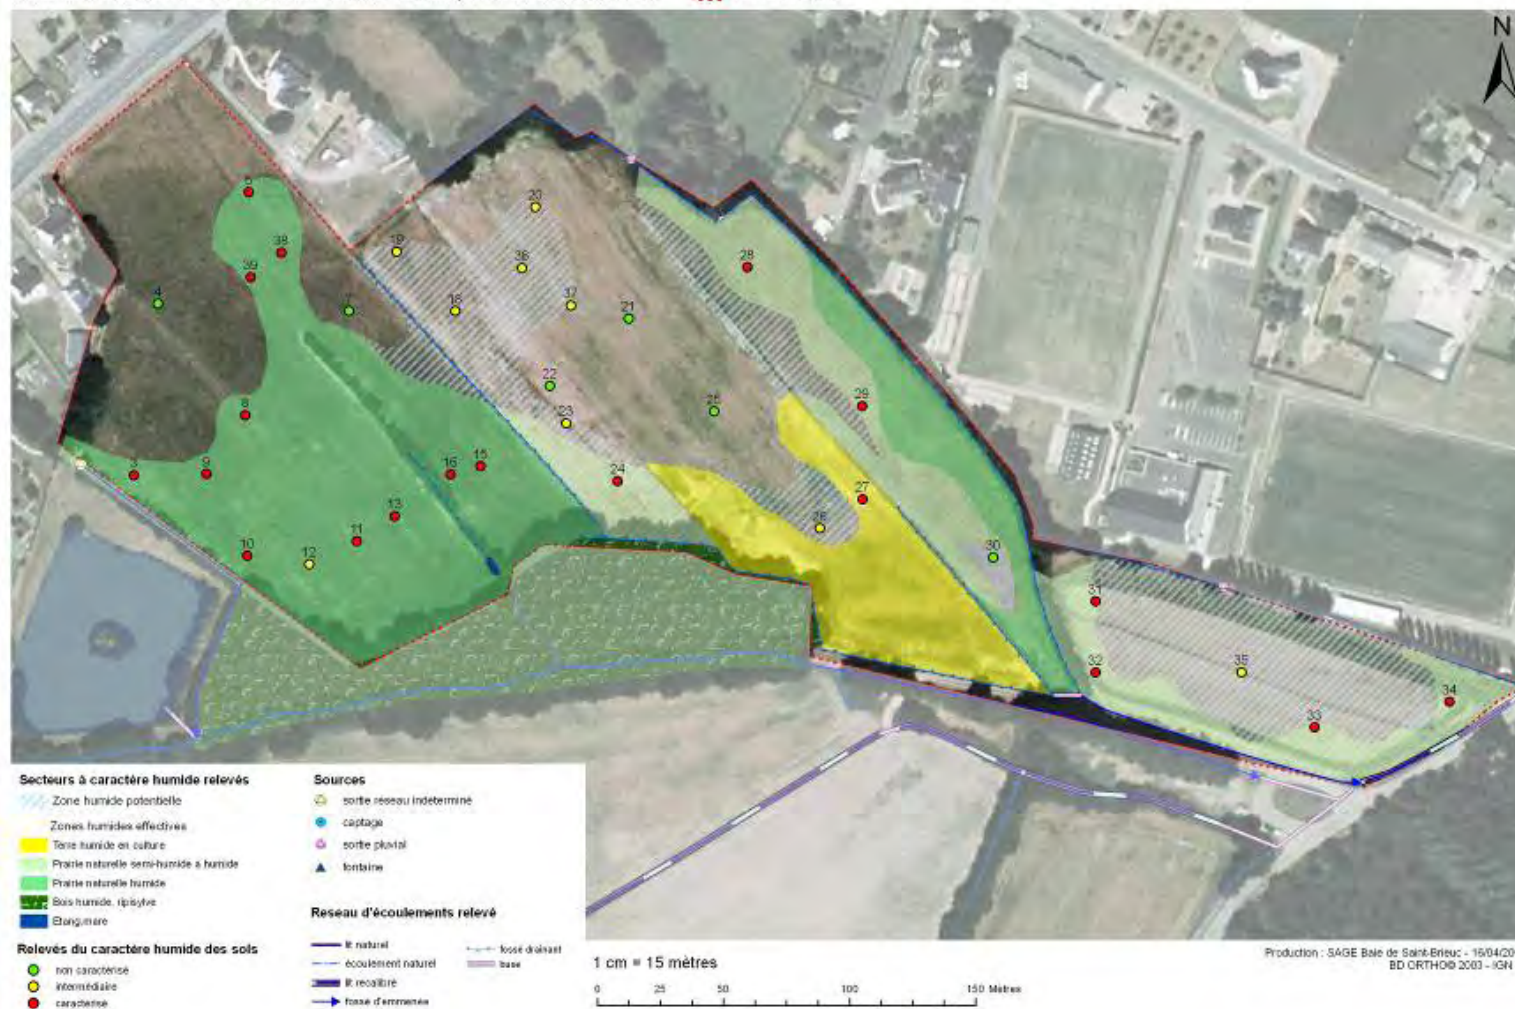 N
5
38
39
4
7
19
20
36
18
37
21
28
22
23
25
29
8
3
9
16
15
24
13
27
11
26
10
12
30
31
32
35
34
33
Secteurs à caractère humide relevés
Zone humide potentielle
Zones humides effectives
Terre humide en culture
Prairie naturelle semi-humide à humide
Prairie naturelle humide
Bois humide, ripisylve
Etang,mare
Relevés du caractère humide des sols
non caractérisé
intermédiaire
caractérisé
Sources
sortie réseau indeterminé
captage
sortie pluvial
fontaine
Reseau d'écoulements relevé
lit naturel
écoulement naturel
lit recalibré
fossé d'emmenée
fossé drainant
buse
1 cm = 15 mètres
0 25 50 100 150 Mètres
Production : SAGE Baie de Saint-Brieuc - 16/04/20
BD ORTHO® 2003 - IGN